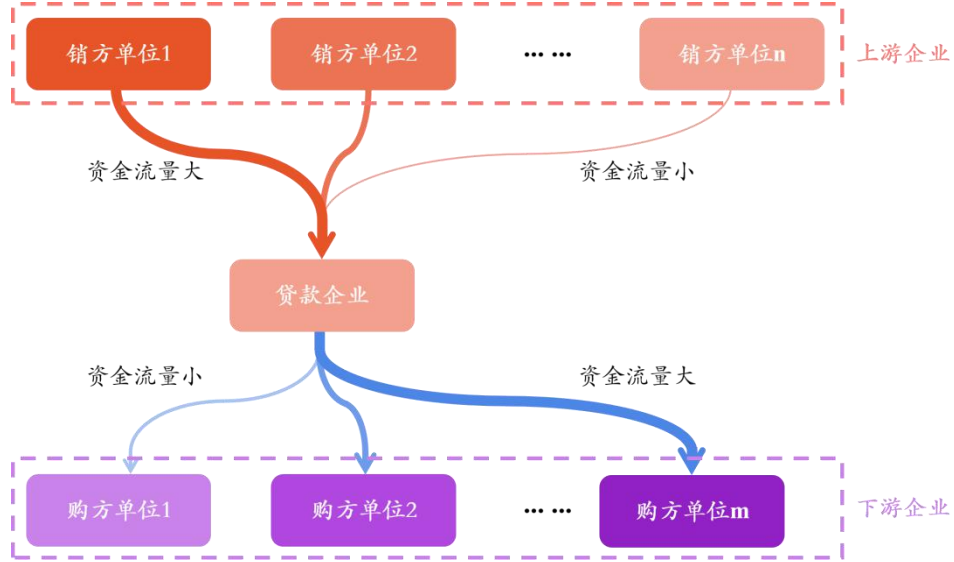 销方单位1
销方单位2
... ...
销方单位n
上游企业
资金流量大
资金流量小
贷款企业
资金流量小
资金流量大
购方单位1
购方单位2
... ...
购方单位m
下游企业